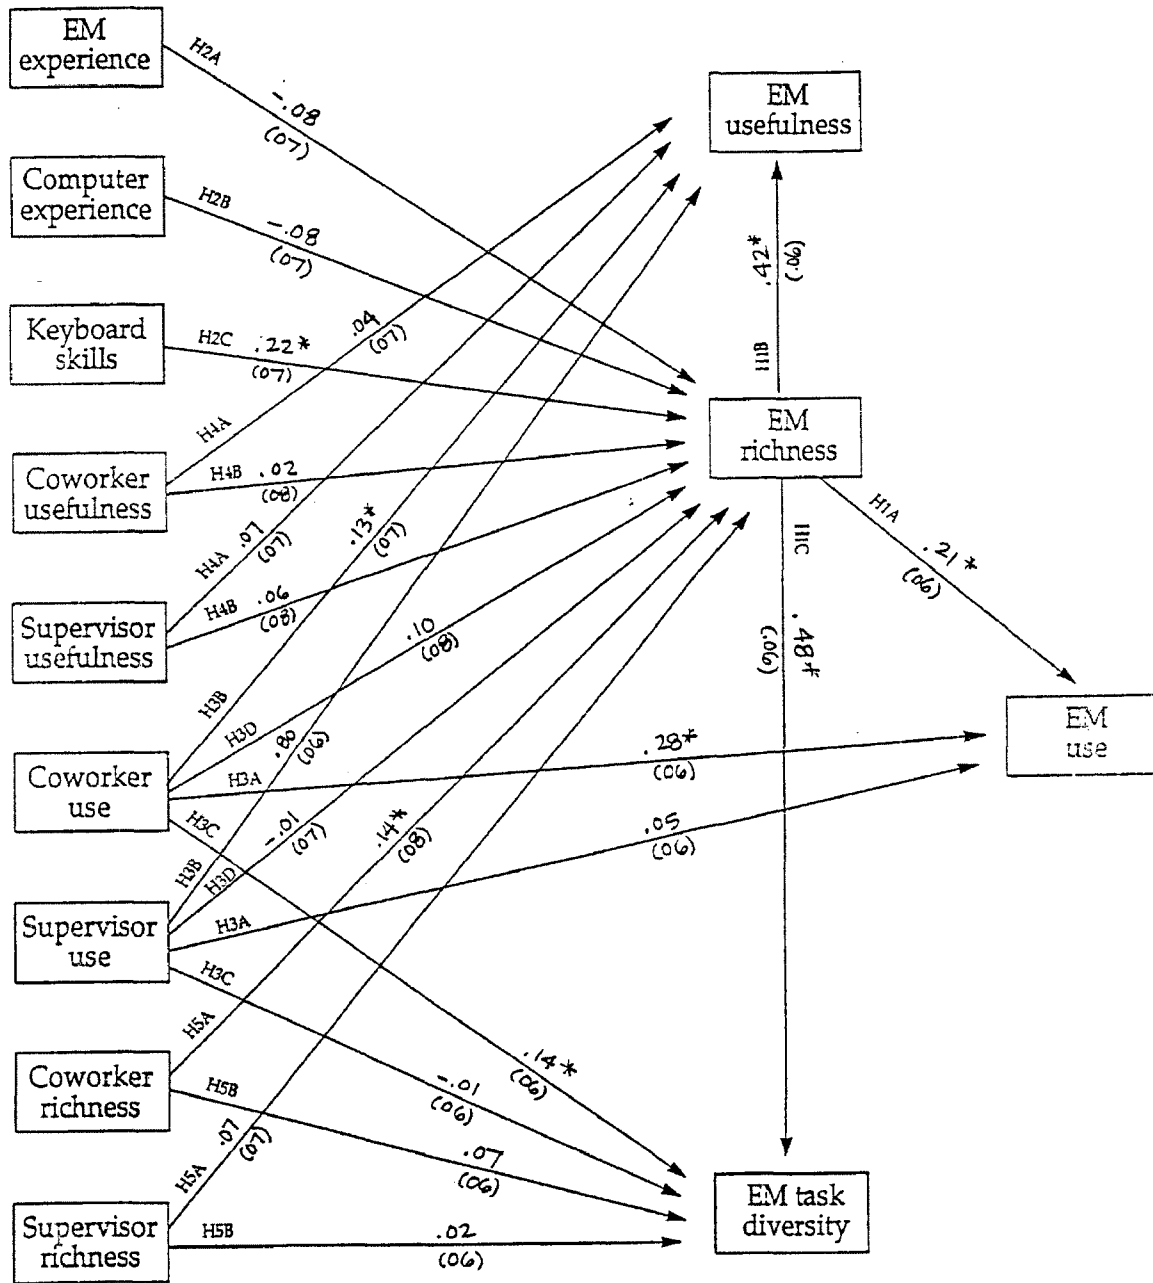 EM
experience
H2A
-.08
(07)
EM
usefulness
Computer
experience
H2B
-.08
(07)
.42*
(.06)
H1B
Keyboard
skills
H2C
.22*
(07)
.04
(07)
EM
richness
Coworker
usefulness
H4A
H4B
.02
(08)
H1A
.21*
(06)
H1C
.48*
(.06)
Supervisor
usefulness
H4A
.07
(07)
H4B
.06
(08)
.13*
(07)
.10
(08)
Coworker
use
H3B
H3D
H3A
.28*
(06)
EM
use
H3C
.80
(06)
-.01
(07)
.14*
(08)
.05
(06)
Supervisor
use
H3B
H3D
H3A
H3C
Coworker
richness
H5A
H5B
.14*
(06)
-.01
(06)
.07
(06)
Supervisor
richness
H5A
.07
(07)
H5B
.02
(06)
EM task
diversity